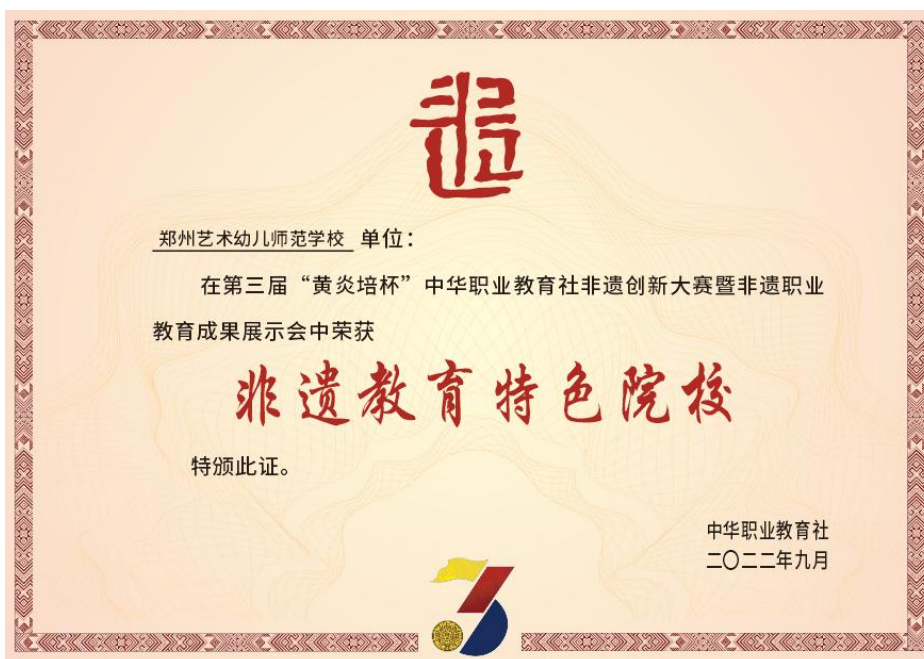 非遗
郑州艺术幼儿师范学校 单位：
在第三届“黄炎培杯”中华职业教育社非遗创新大赛暨非遗职业
教育成果展示会中荣获
非遗教育特色院校
特颁此证。
中华职业教育社
二〇二二年九月
3